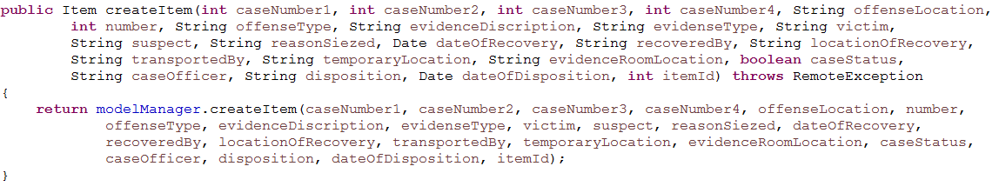 public Item createItem(int caseNumber1, int caseNumber2, int caseNumber3, int caseNumber4, String offenseLocation,
int number, String offenseType, String evidenceDiscription, String evidenseType, String victim,
String suspect, String reasonSiezed, Date dateOfRecovery, String recoveredBy, String locationOfRecovery,
String transportedBy, String temporaryLocation, String evidenceRoomLocation, boolean caseStatus,
String caseOfficer, String disposition, Date dateOfDisposition, int itemId) throws RemoteException
{
return modelManager.createItem(caseNumber1, caseNumber2, caseNumber3, caseNumber4, offenseLocation, number,
offenseType, evidenceDiscription, evidenseType, victim, suspect, reasonSiezed, dateOfRecovery,
recoveredBy, locationOfRecovery, transportedBy, temporaryLocation, evidenceRoomLocation, caseStatus,
caseOfficer, disposition, dateOfDisposition, itemId);
}